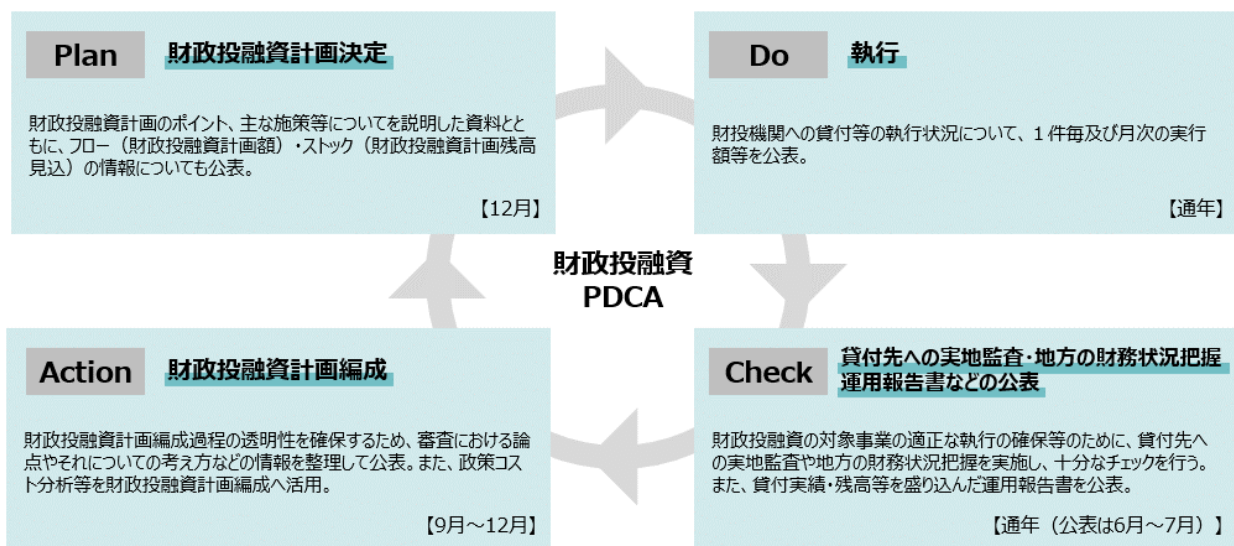 Plan 財政投融資計画決定
財政投融資計画のポイント、主な施策等についてを説明した資料とと
もに、フロー(財政投融資計画額)・ストック(財政投融資計画残高
見込)の情報についても公表。
【12月】
Do 執行
財投機関への貸付等の執行状況について、1件毎及び月次の実行
額等を公表。
【通年】
財政投融資
PDCA
Action 財政投融資計画編成
財政投融資計画編成過程の透明性を確保するため、審査における論
点やそれについての考え方などの情報を整理して公表。また、政策コス
ト分析等を財政投融資計画編成へ活用。
【9月~12月】
Check 貸付先への実地監査・地方の財務状況把握
運用報告書などの公表
財政投融資の対象事業の適正な執行の確保等のために、貸付先へ
の実地監査や地方の財務状況把握を実施し、十分なチェックを行う。
また、貸付実績・残高等を盛り込んだ運用報告書を公表。
【通年(公表は6月~7月)】